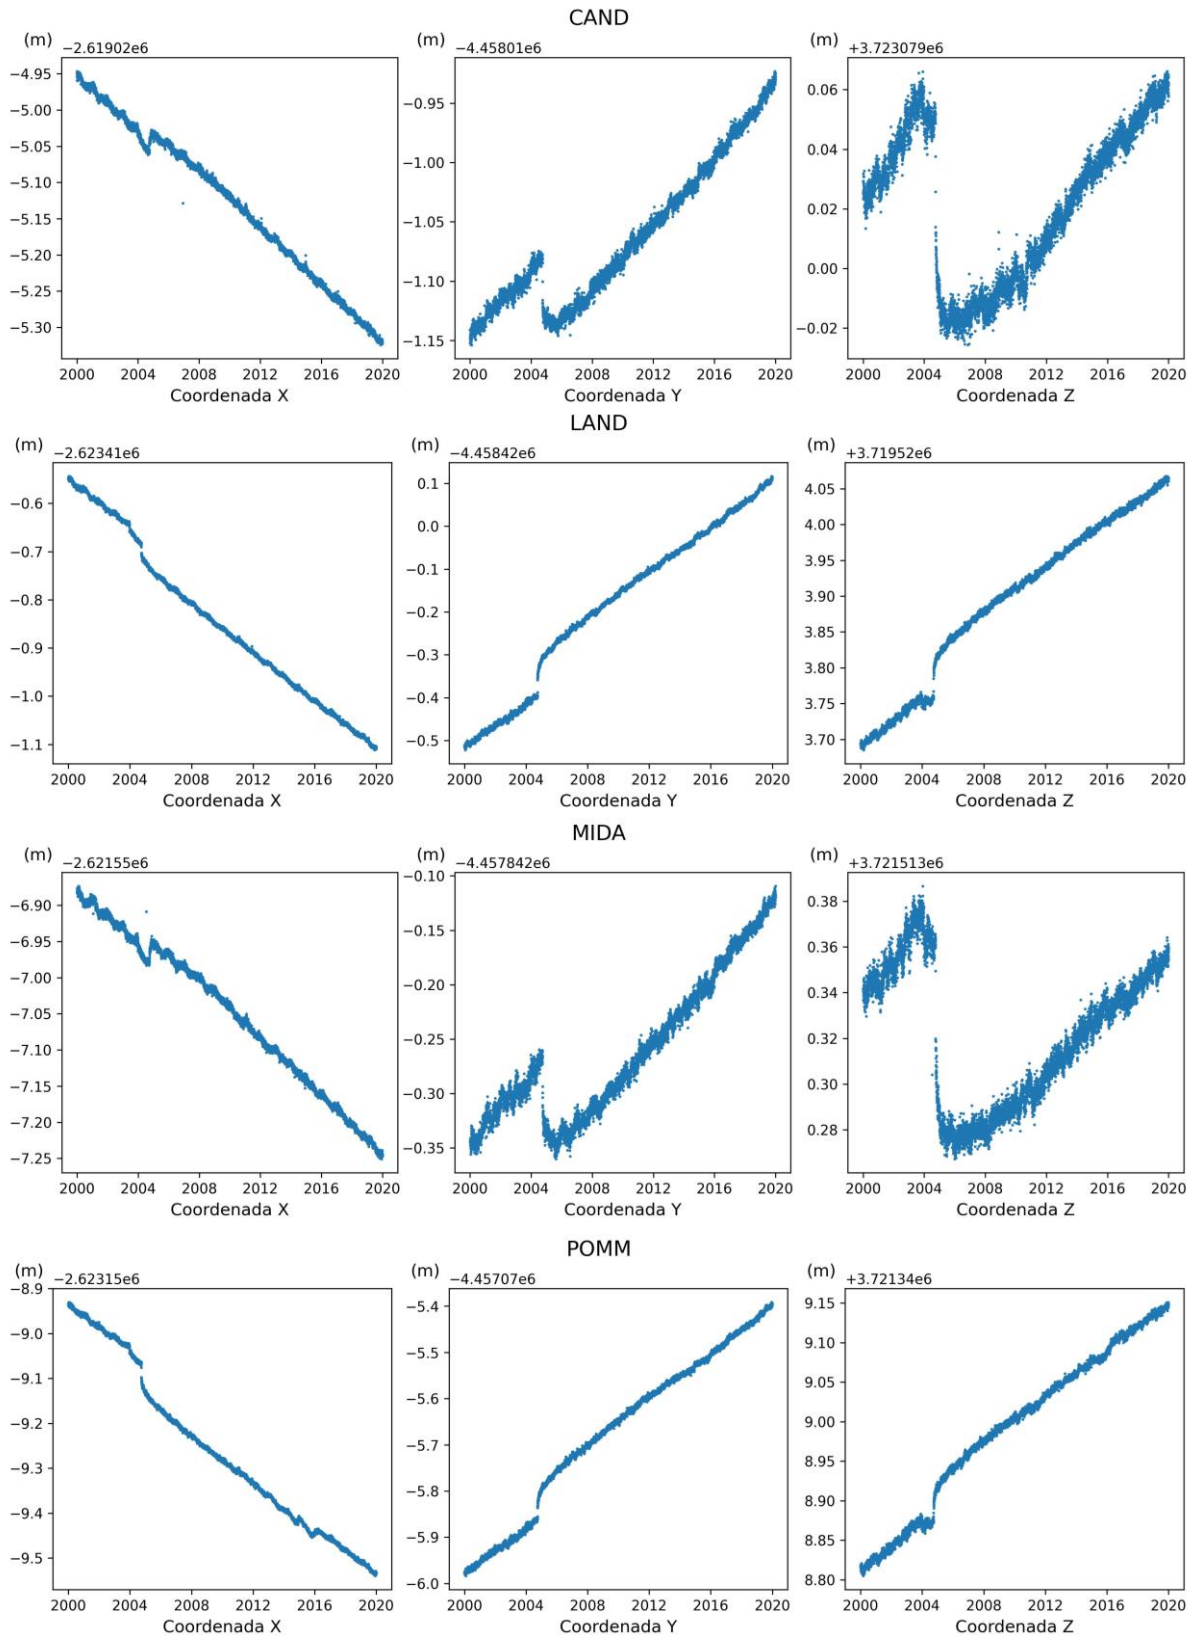 CAND
(m) −2.61902e6 (m) −4.45801e6 (m) +3.723079e6
−4.95
−5.00
−5.05
−5.10
−5.15
−5.20
−5.25
−5.30
2000 2004 2008 2012 2016 2020
Coordenada X
−0.95
−1.00
−1.05
−1.10
−1.15
2000 2004 2008 2012 2016 2020
Coordenada Y
0.06
0.04
0.02
0.00
−0.02
2000 2004 2008 2012 2016 2020
Coordenada Z
LAND
(m) −2.62341e6 (m) −4.45842e6 (m) +3.71952e6
−0.6
−0.7
−0.8
−0.9
−1.0
−1.1
2000 2004 2008 2012 2016 2020
Coordenada X
0.1
0.0
−0.1
−0.2
−0.3
−0.4
−0.5
2000 2004 2008 2012 2016 2020
Coordenada Y
4.05
4.00
3.95
3.90
3.85
3.80
3.75
3.70
2000 2004 2008 2012 2016 2020
Coordenada Z
MIDA
(m) −2.62155e6 (m) −4.457842e6 (m) +3.721513e6
−6.90
−6.95
−7.00
−7.05
−7.10
−7.15
−7.20
−7.25
2000 2004 2008 2012 2016 2020
Coordenada X
−0.10
−0.15
−0.20
−0.25
−0.30
−0.35
2000 2004 2008 2012 2016 2020
Coordenada Y
0.38
0.36
0.34
0.32
0.30
0.28
2000 2004 2008 2012 2016 2020
Coordenada Z
POMM
(m) −2.62315e6 (m) −4.45707e6 (m) +3.72134e6
−8.9
−9.0
−9.1
−9.2
−9.3
−9.4
−9.5
2000 2004 2008 2012 2016 2020
Coordenada X
−5.4
−5.5
−5.6
−5.7
−5.8
−5.9
−6.0
2000 2004 2008 2012 2016 2020
Coordenada Y
9.15
9.10
9.05
9.00
8.95
8.90
8.85
8.80
2000 2004 2008 2012 2016 2020
Coordenada Z